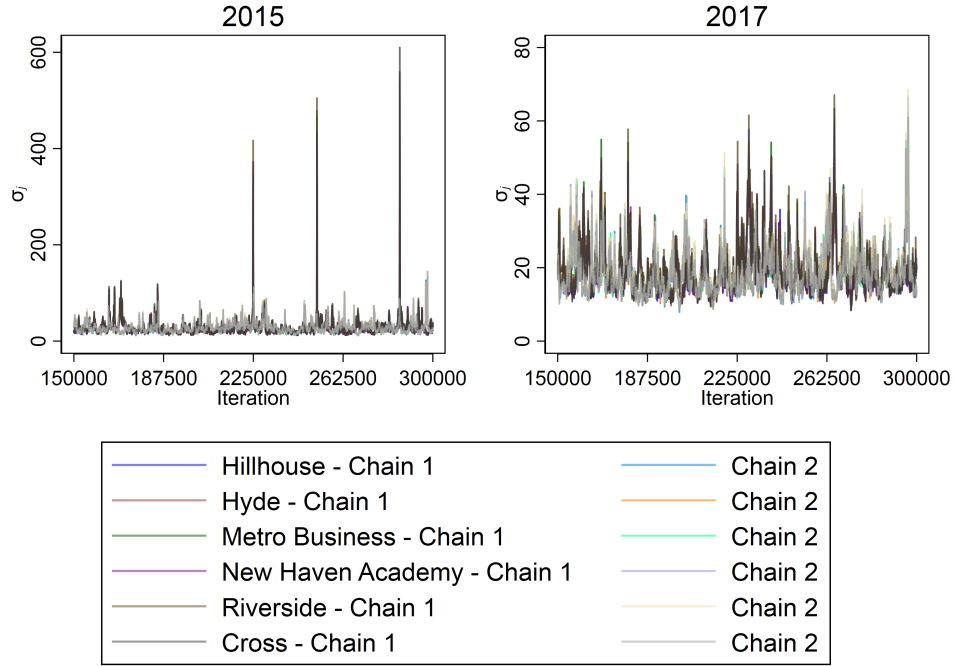 2015 2017
600
400
200
0
σj
150000 187500 225000 262500 300000
Iteration
80
60
40
20
0
σj
150000 187500 225000 262500 300000
Iteration
Hillhouse - Chain 1 Chain 2
Hyde - Chain 1 Chain 2
Metro Business - Chain 1 Chain 2
New Haven Academy - Chain 1 Chain 2
Riverside - Chain 1 Chain 2
Cross - Chain 1 Chain 2